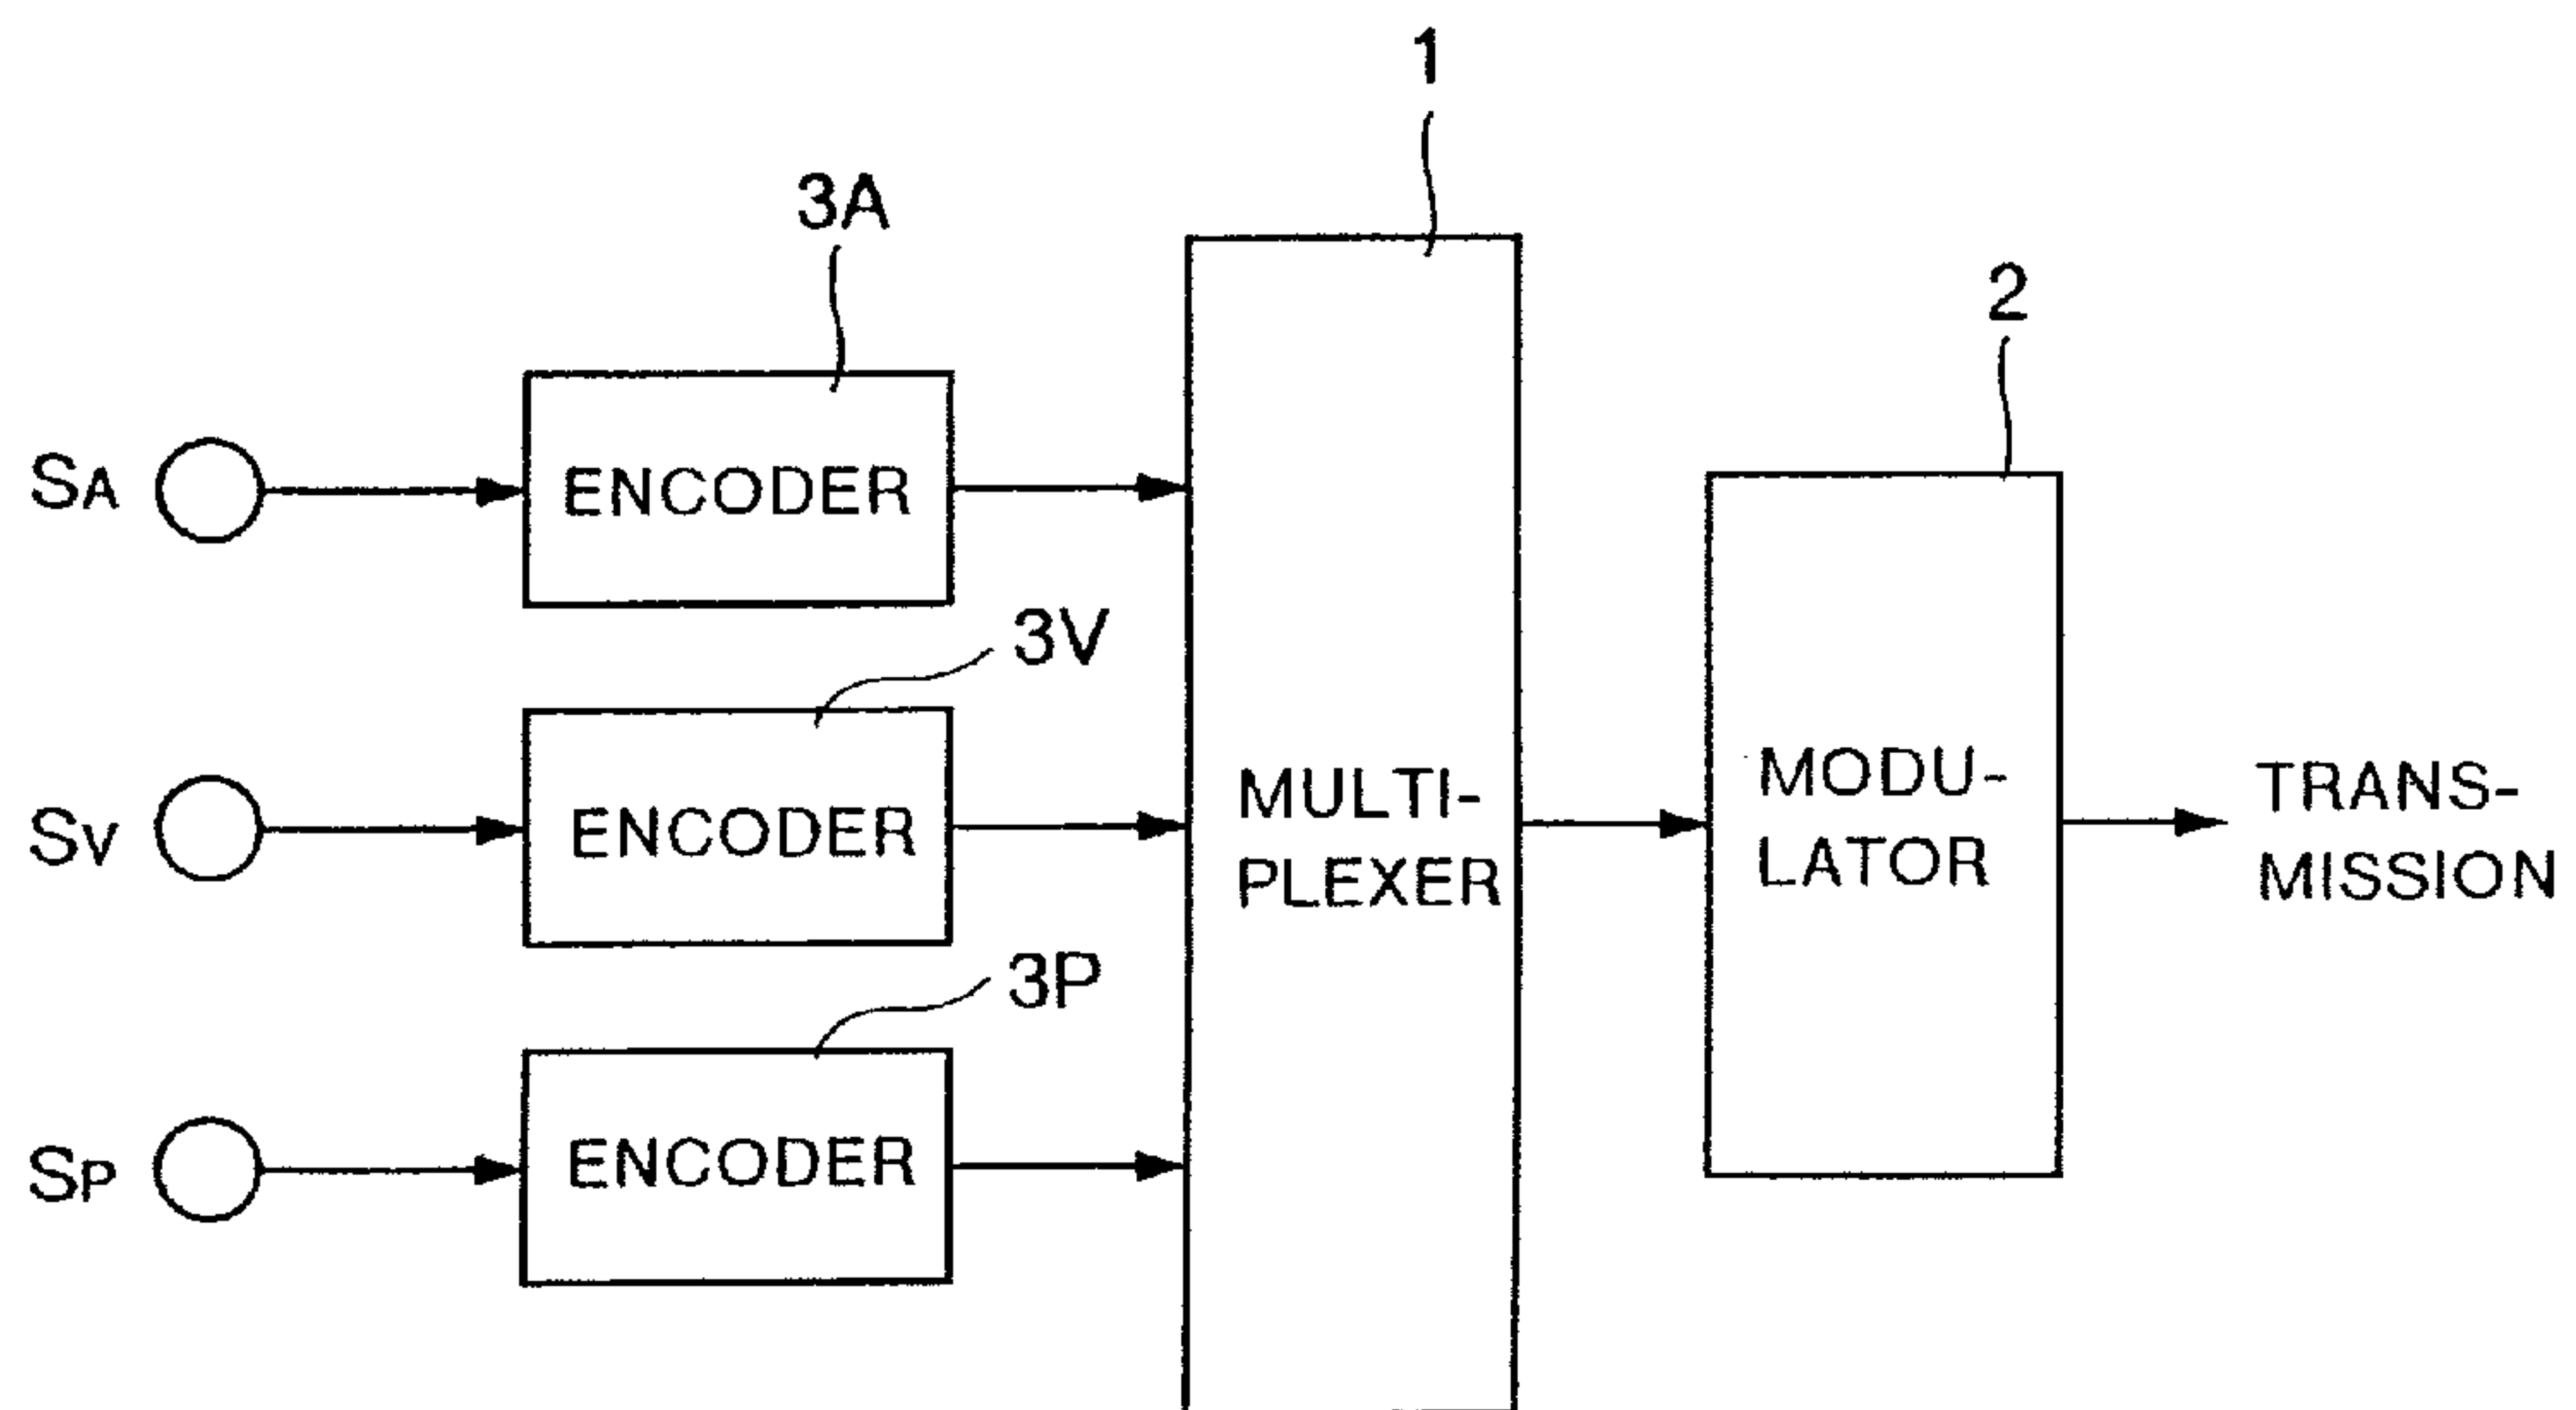 1
3A
2
SA
ENCODER
3V
SV
ENCODER
MULTI-
PLEXER
MODU-
LATOR
TRANS-
MISSION
3P
SP
ENCODER